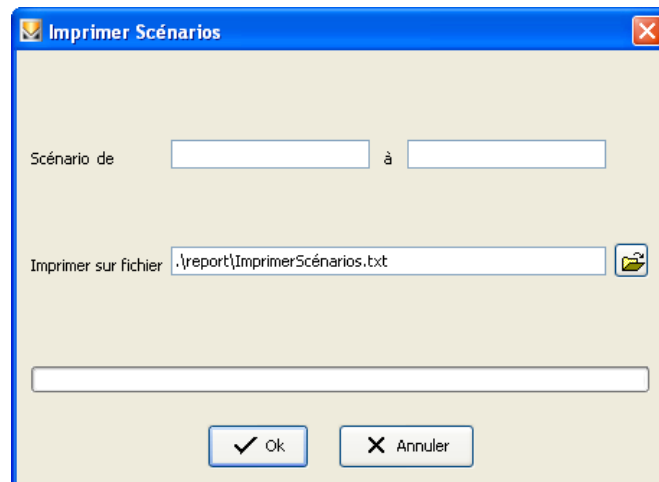 Imprimer Scénarios
Scénario de à
Imprimer sur fichier .\report\ImprimerScénarios.txt
Ok Annuler